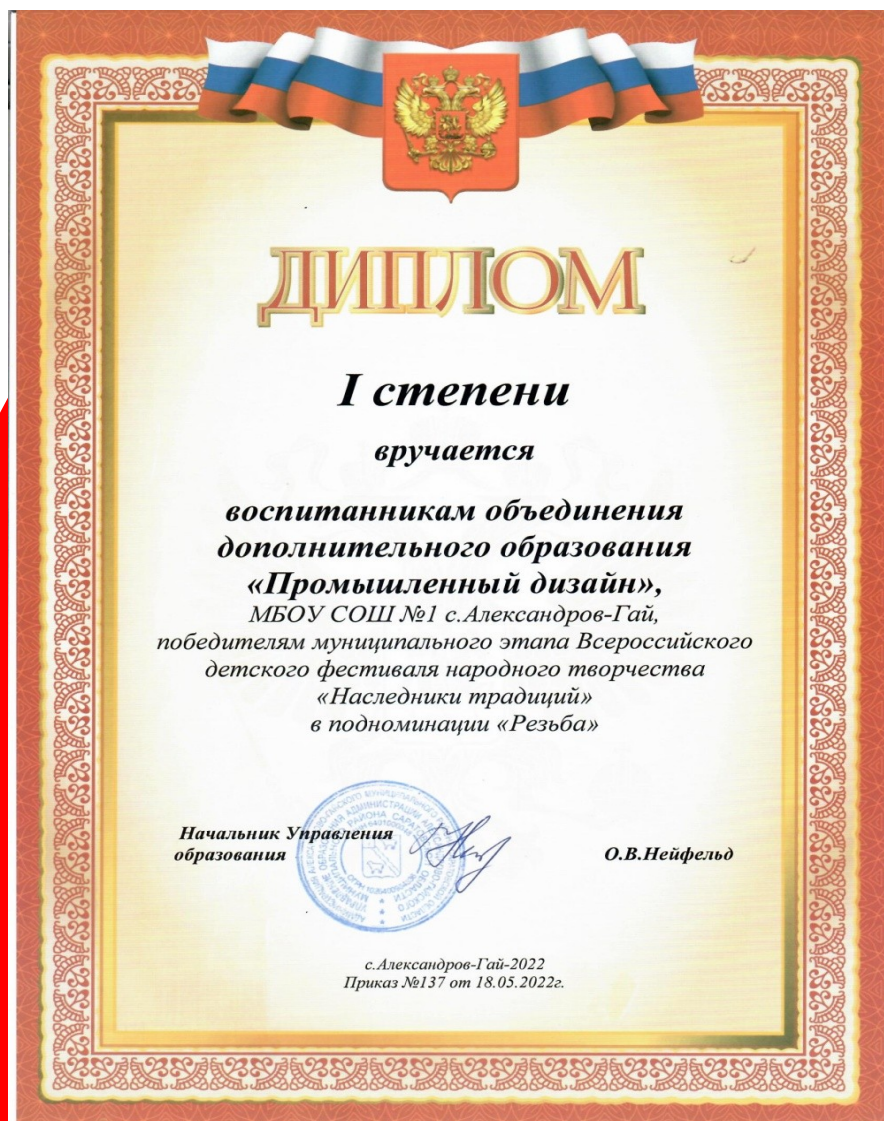 ДИПЛОМ
I степени
вручается
воспитанникам объединения
дополнительного образования
«Промышленный дизайн»,
МБОУ СОШ №1 с.Александров-Гай,
победителям муниципального этапа Всероссийского
детского фестиваля народного творчества
«Наследники традиций»
в подноминации «Резьба»
Начальник Управления
образования
О.В.Нейфельд
с.Александров-Гай-2022
Приказ №137 от 18.05.2022г.